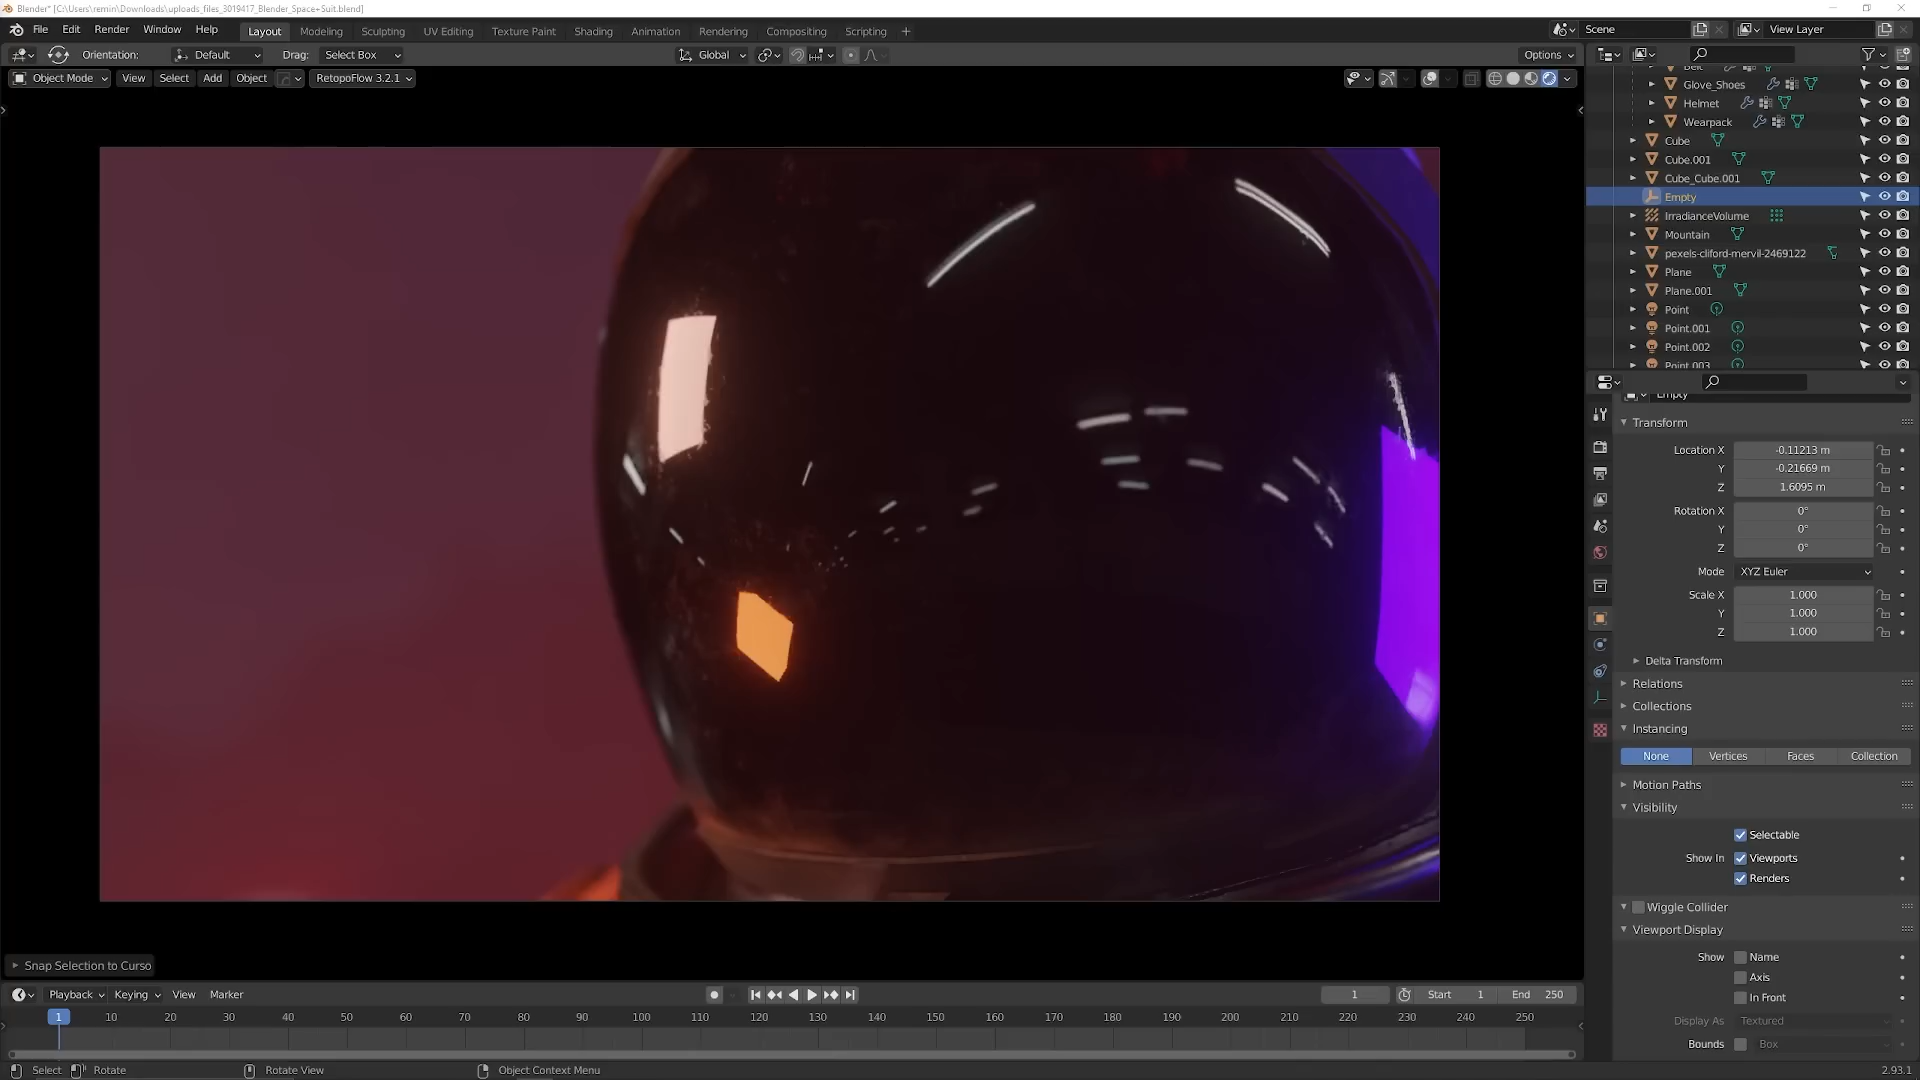 Blender* [C:\Users\remin\Downloads\uploads_files_3019417_Blender_Space+Suit.blend]
File Edit Render Window Help Layout Modeling Sculpting UV Editing Texture Paint Shading Animation Rendering Compositing Scripting + Scene View Layer
Orientation: Default Drag: Select Box Global Options
Object Mode View Select Add Object RetopoFlow 3.2.1
Belt
Glove_Shoes
Helmet
Wearpack
Cube
Cube.001
Cube_Cube.001
Empty
IrradianceVolume
Mountain
pexels-cliford-mervil-2469122
Plane
Plane.001
Point
Point.001
Point.002
Point.003
Empty
Transform
Location X -0.11213 m
Y -0.21669 m
Z 1.6095 m
Rotation X 0°
Y 0°
Z 0°
Mode XYZ Euler
Scale X 1.000
Y 1.000
Z 1.000
Delta Transform
Relations
Collections
Instancing
None Vertices Faces Collection
Motion Paths
Visibility
Selectable
Show In Viewports
Renders
Wiggle Collider
Viewport Display
Show Name
Axis
In Front
Display As Textured
Bounds Box
Snap Selection to Curso
Playback Keying View Marker 1 Start 1 End 250
1 10 20 30 40 50 60 70 80 90 100 110 120 130 140 150 160 170 180 190 200 210 220 230 240 250
Select Rotate Rotate View Object Context Menu 2.93.1